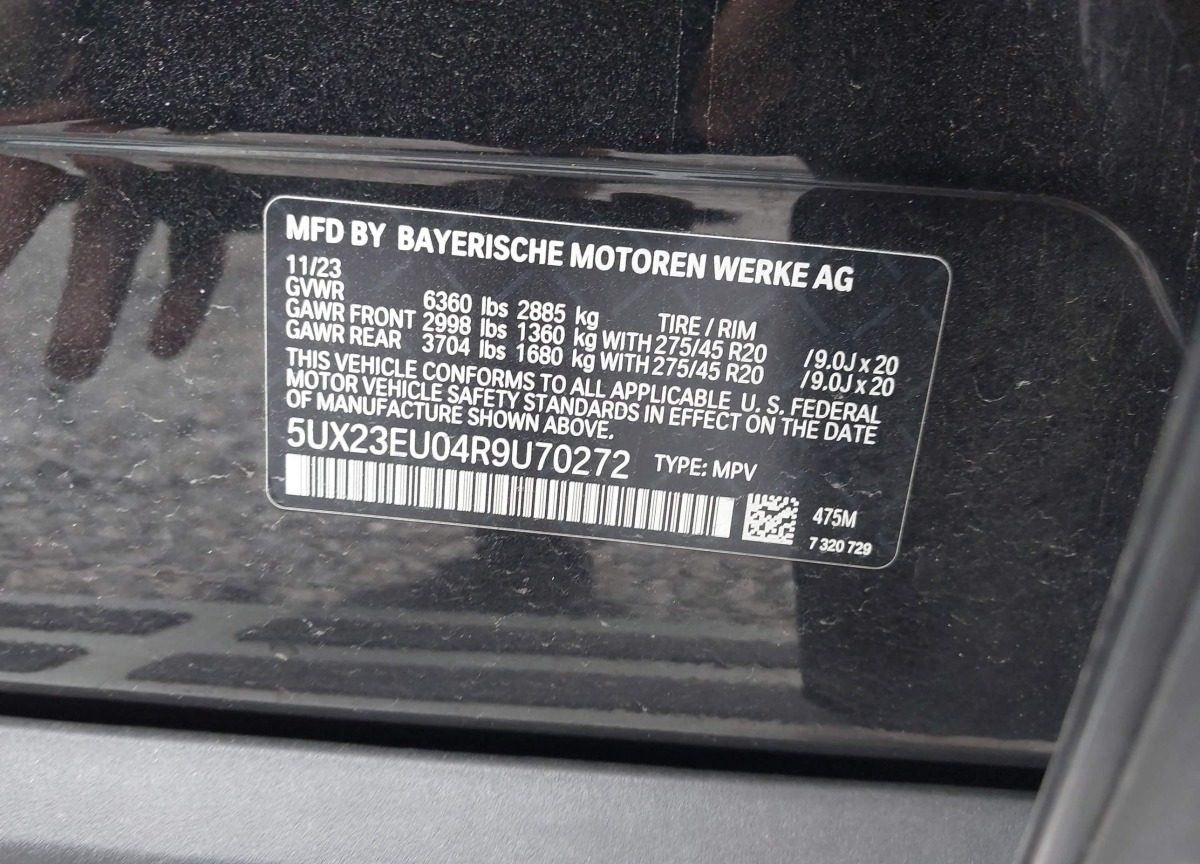 MFD BY BAYERISCHE MOTOREN WERKE AG
11/23
GVWR 6360 lbs 2885 kg TIRE / RIM
GAWR FRONT 2998 lbs 1360 kg WITH 275/45 R20 /9.0J x 20
GAWR REAR 3704 lbs 1680 kg WITH 275/45 R20 /9.0J x 20
THIS VEHICLE CONFORMS TO ALL APPLICABLE U. S. FEDERAL
MOTOR VEHICLE SAFETY STANDARDS IN EFFECT ON THE DATE
OF MANUFACTURE SHOWN ABOVE.
5UX23EU04R9U70272 TYPE: MPV
475M
7 320 729